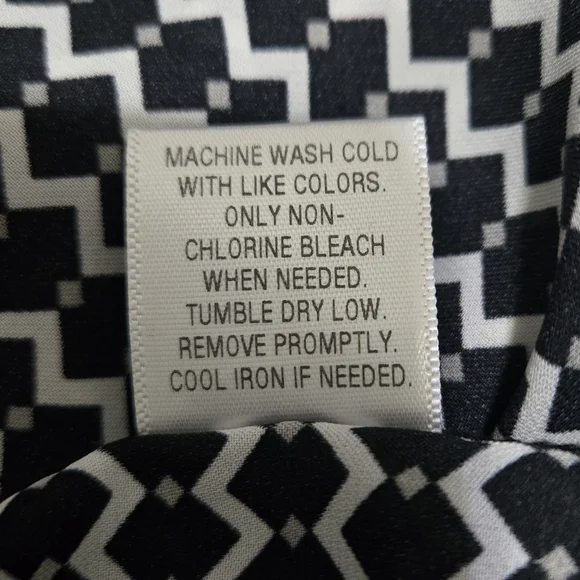 MACHINE WASH COLD
WITH LIKE COLORS.
ONLY NON-
CHLORINE BLEACH
WHEN NEEDED.
TUMBLE DRY LOW.
REMOVE PROMPTLY.
COOL IRON IF NEEDED.